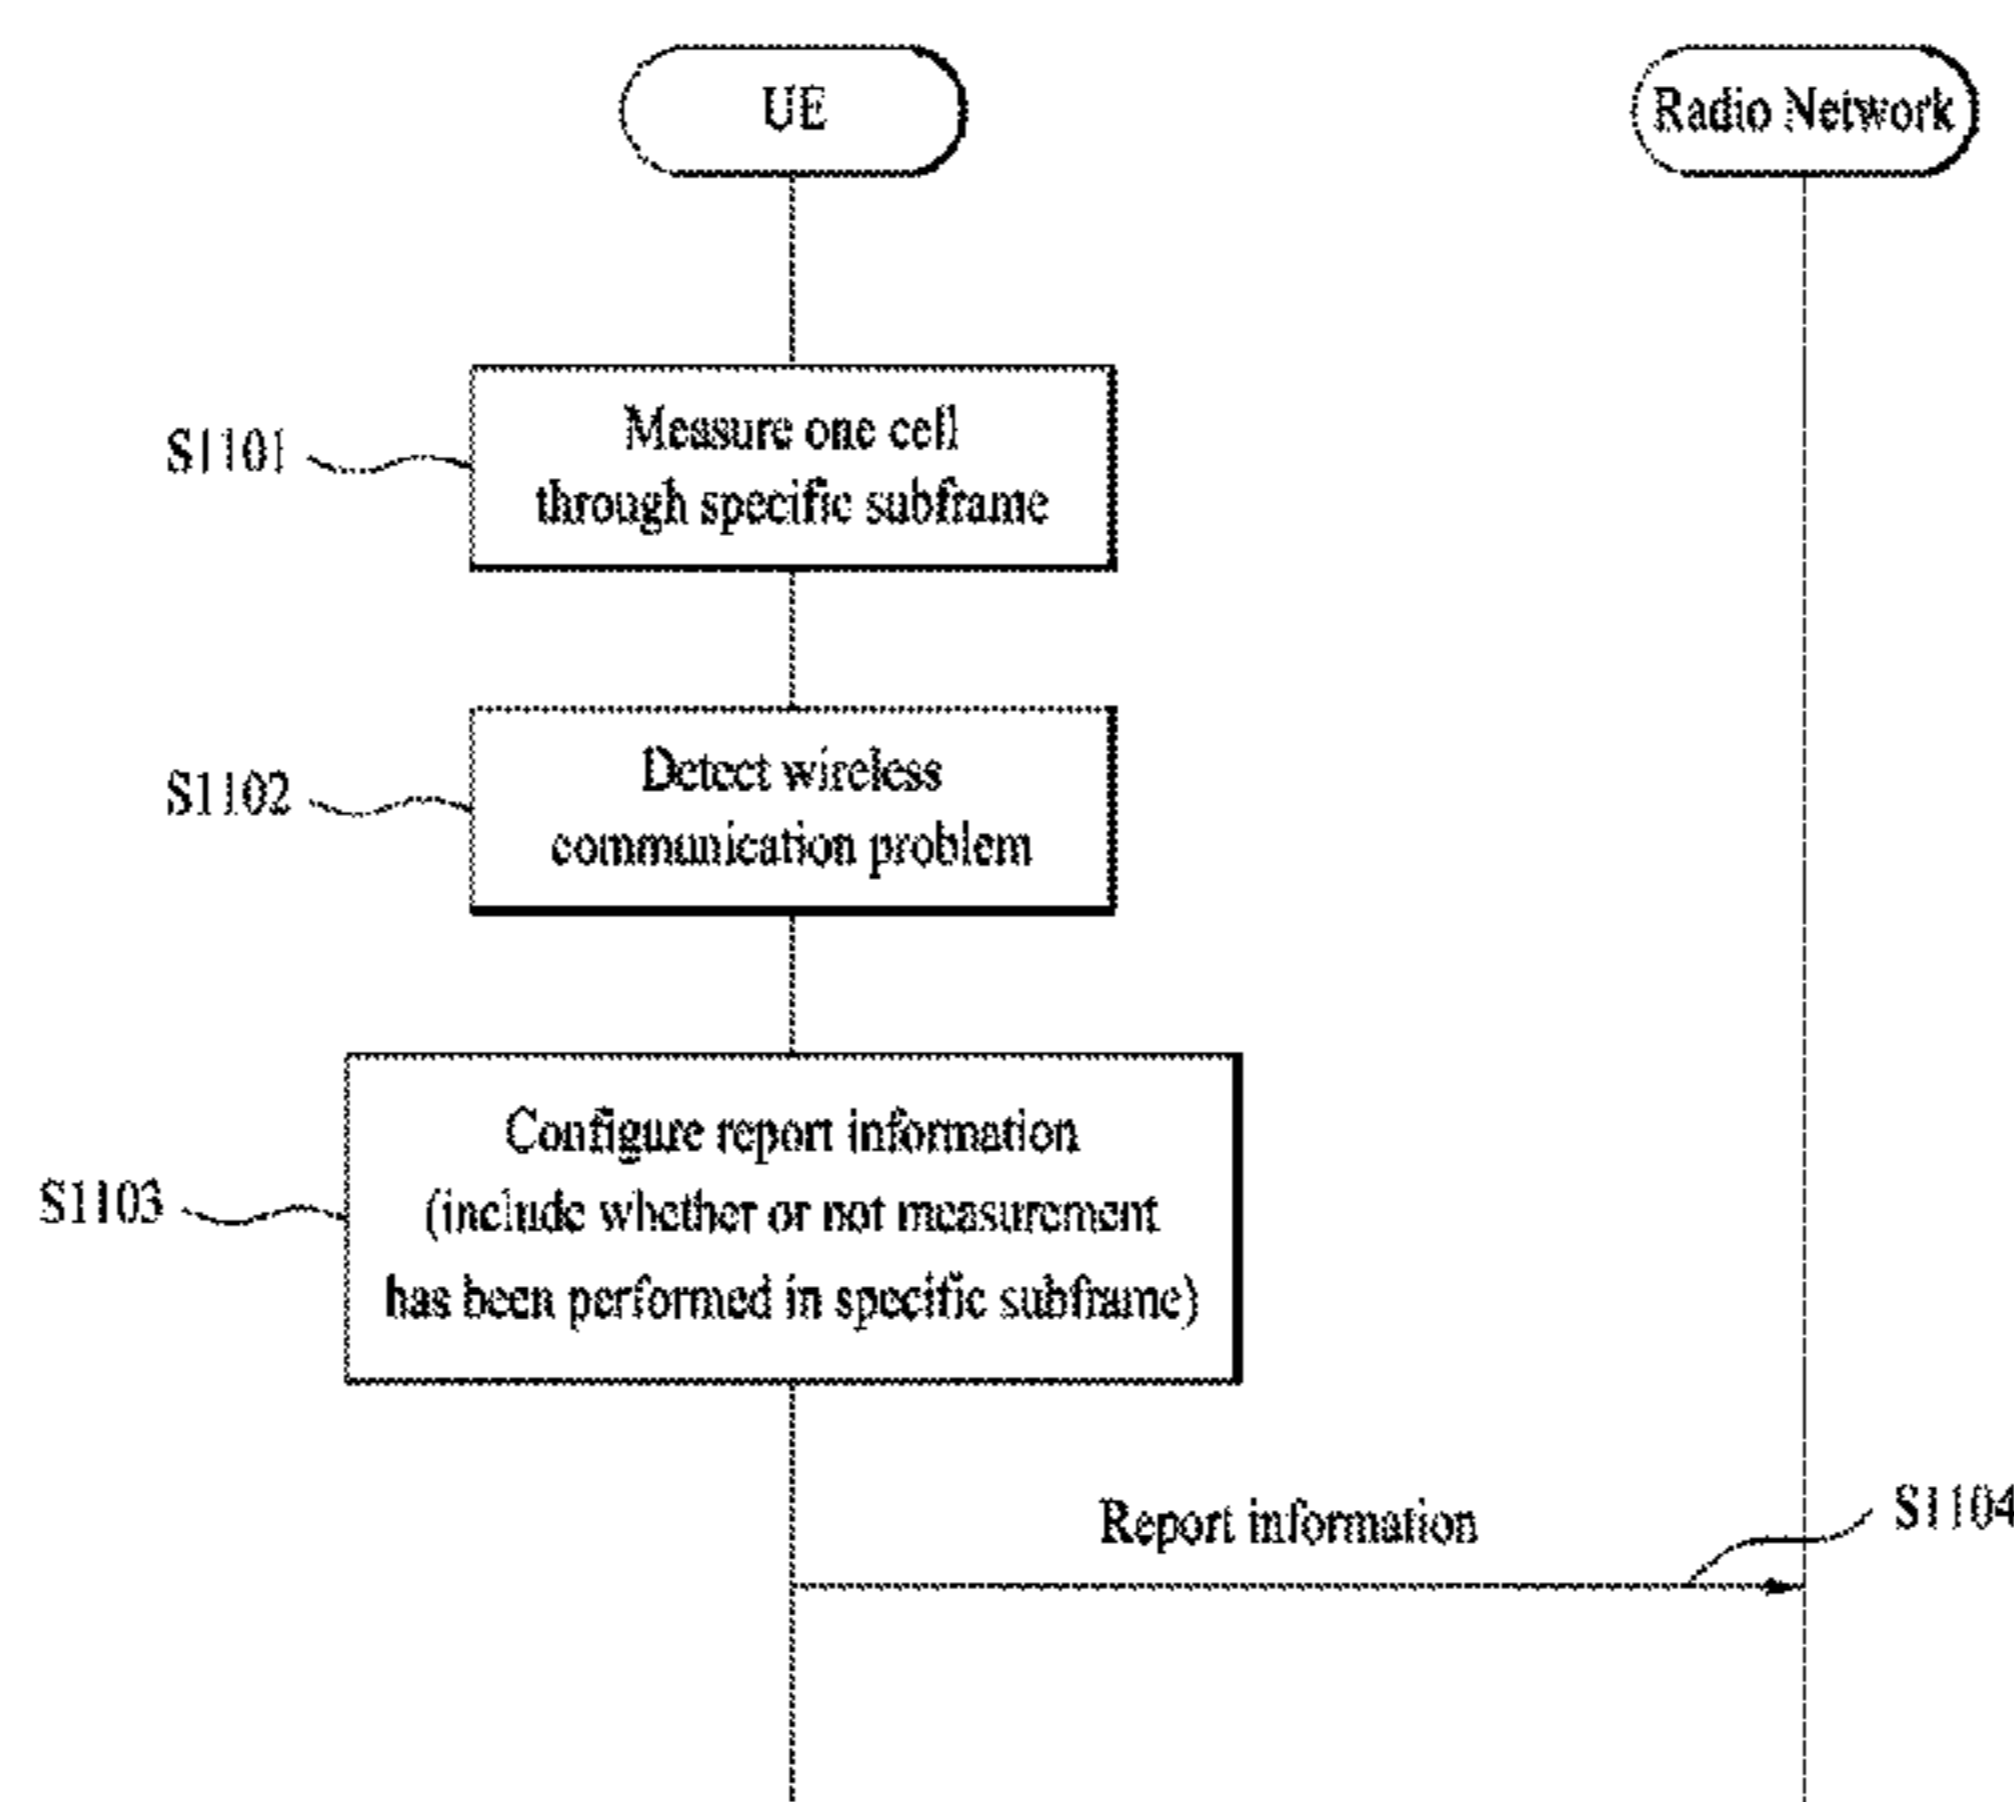 UE
Radio Network
S1101
Measure one cell
through specific subframe
S1102
Detect wireless
communication problem
S1103
Configure report information
(include whether or not measurement
has been performed in specific subframe)
Report information
S1104